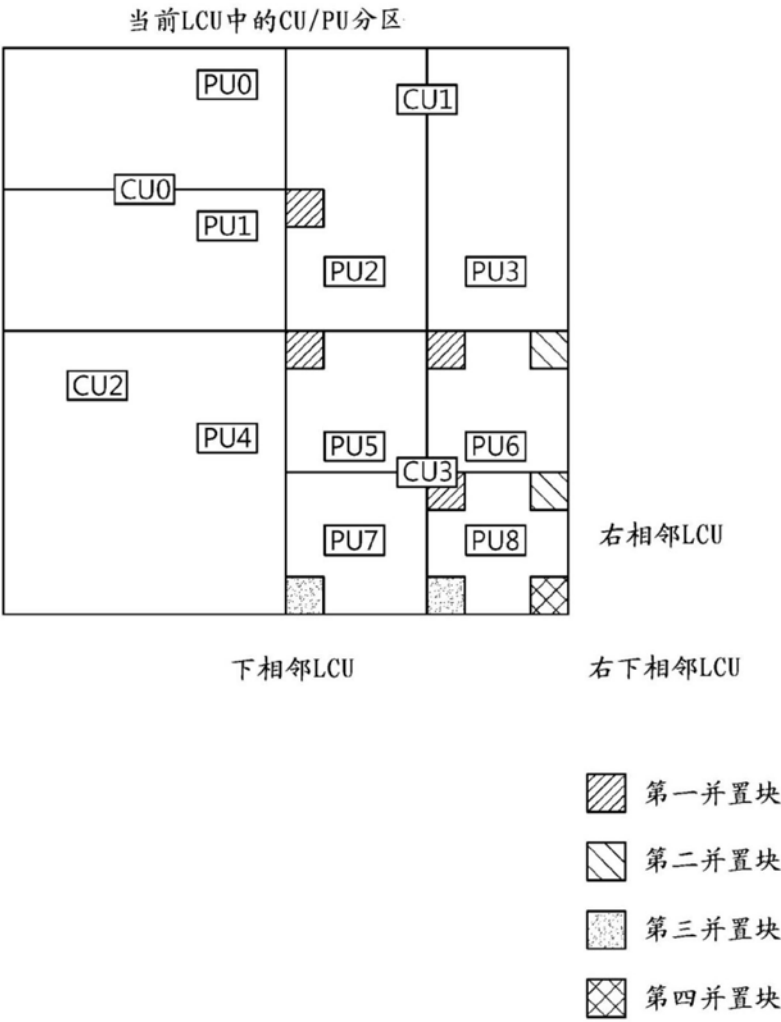 当前LCU中的CU/PU分区
PU0
CU1
CU0
PU1
PU2
PU3
CU2
PU4
PU5
PU6
CU3
PU7
PU8
右相邻LCU
下相邻LCU
右下相邻LCU
第一并置块
第二并置块
第三并置块
第四并置块